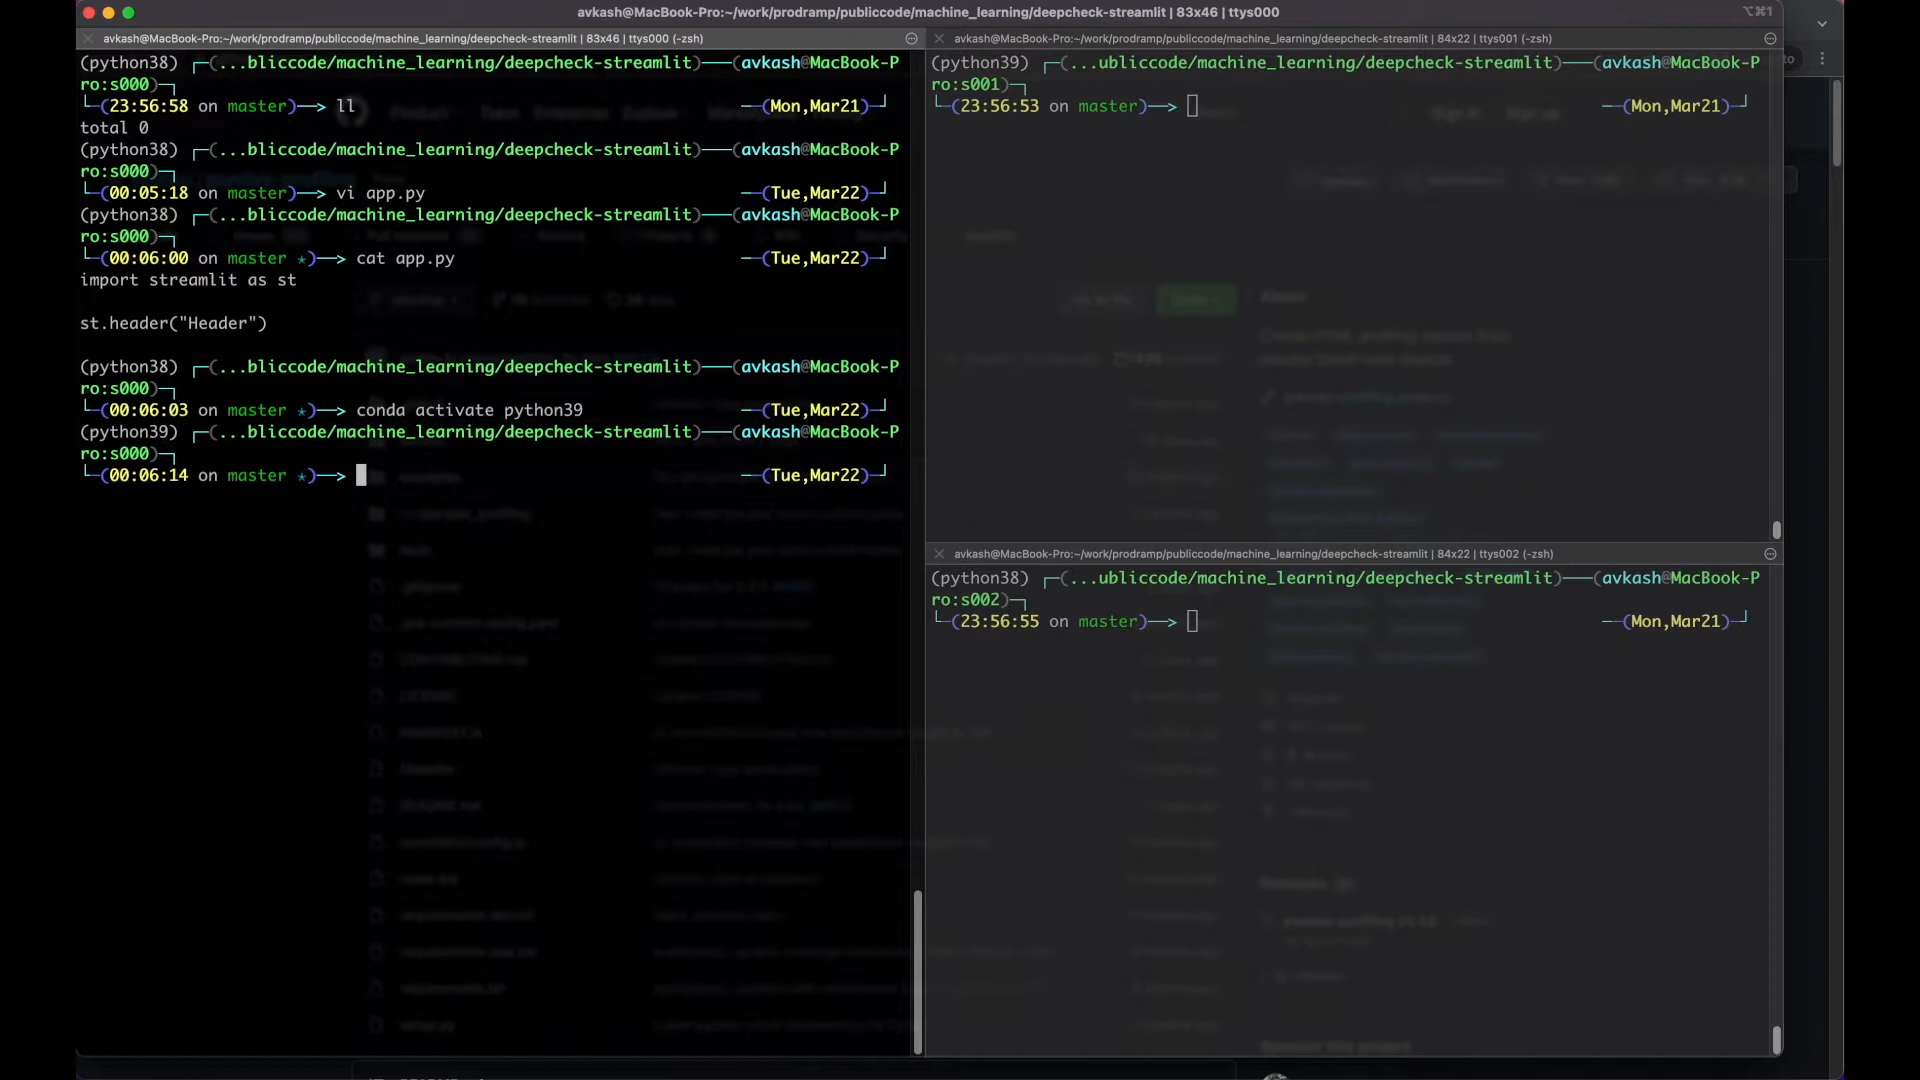 avkash@MacBook-Pro:~/work/prodramp/publiccode/machine_learning/deepcheck-streamlit | 83x46 | ttys000
⌥⌘1
avkash@MacBook-Pro:~/work/prodramp/publiccode/machine_learning/deepcheck-streamlit | 83x46 | ttys000 (-zsh)
(python38) ┌─(...bliccode/machine_learning/deepcheck-streamlit)───(avkash@MacBook-P
ro:s000)─┐
└─(23:56:58 on master)──> ll ──(Mon,Mar21)─┘
total 0
(python38) ┌─(...bliccode/machine_learning/deepcheck-streamlit)───(avkash@MacBook-P
ro:s000)─┐
└─(00:05:18 on master)──> vi app.py ──(Tue,Mar22)─┘
(python38) ┌─(...bliccode/machine_learning/deepcheck-streamlit)───(avkash@MacBook-P
ro:s000)─┐
└─(00:06:00 on master ✭)──> cat app.py ──(Tue,Mar22)─┘
import streamlit as st
st.header("Header")
(python38) ┌─(...bliccode/machine_learning/deepcheck-streamlit)───(avkash@MacBook-P
ro:s000)─┐
└─(00:06:03 on master ✭)──> conda activate python39 ──(Tue,Mar22)─┘
(python39) ┌─(...bliccode/machine_learning/deepcheck-streamlit)───(avkash@MacBook-P
ro:s000)─┐
└─(00:06:14 on master ✭)──> ──(Tue,Mar22)─┘
avkash@MacBook-Pro:~/work/prodramp/publiccode/machine_learning/deepcheck-streamlit | 84x22 | ttys001 (-zsh)
(python39) ┌─(...ubliccode/machine_learning/deepcheck-streamlit)───(avkash@MacBook-P
ro:s001)─┐
└─(23:56:53 on master)──> ──(Mon,Mar21)─┘
avkash@MacBook-Pro:~/work/prodramp/publiccode/machine_learning/deepcheck-streamlit | 84x22 | ttys002 (-zsh)
(python38) ┌─(...ubliccode/machine_learning/deepcheck-streamlit)───(avkash@MacBook-P
ro:s002)─┐
└─(23:56:55 on master)──> ──(Mon,Mar21)─┘